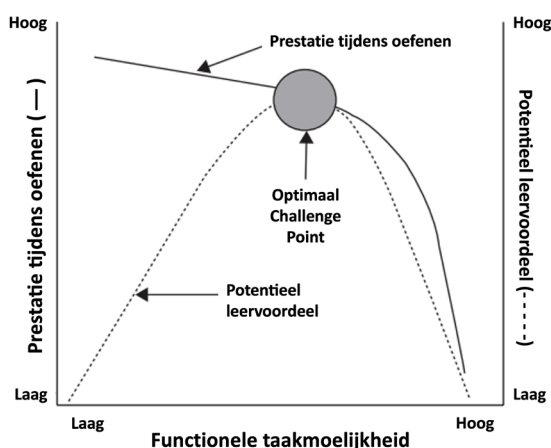 Hoog
Hoog
Prestatie tijdens oefenen
Prestatie tijdens oefenen ( — )
Potentieel leervoordeel (- - - - -)
Optimaal
Challenge
Point
Potentieel
leervoordeel
Laag
Laag
Laag
Hoog
Functionele taakmoeilijkheid